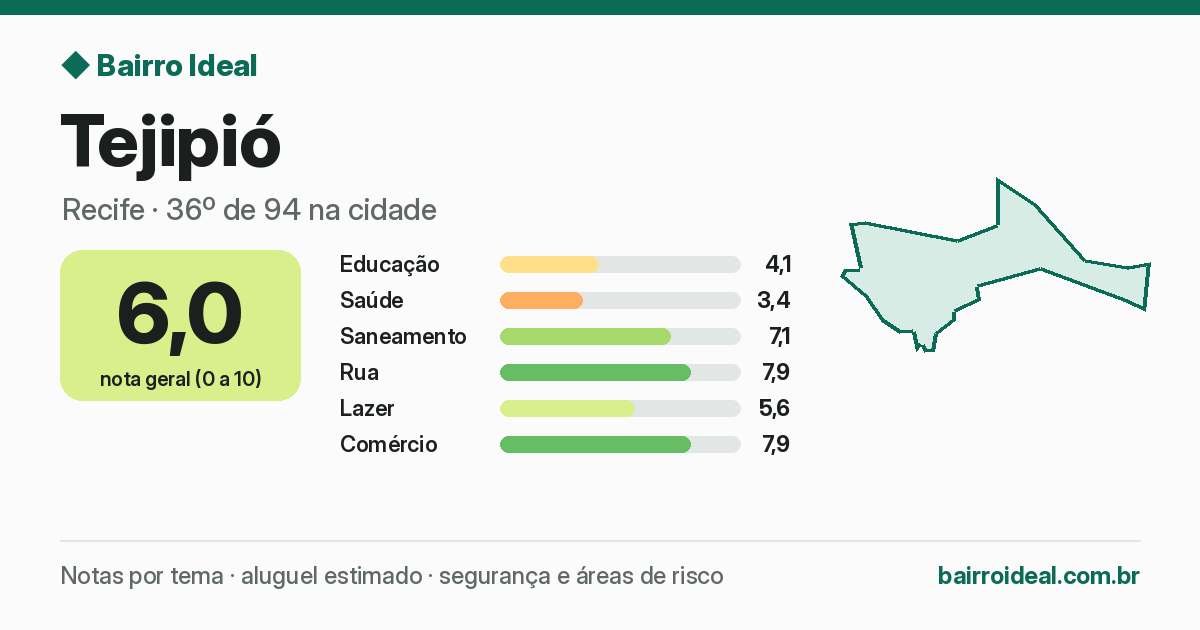 Bairro Ideal
Tejipió
Recife · 36º de 94 na cidade
6,0
nota geral (0 a 10)
Educação 4,1
Saúde 3,4
Saneamento 7,1
Rua 7,9
Lazer 5,6
Comércio 7,9
Notas por tema · aluguel estimado · segurança e áreas de risco
bairroideal.com.br